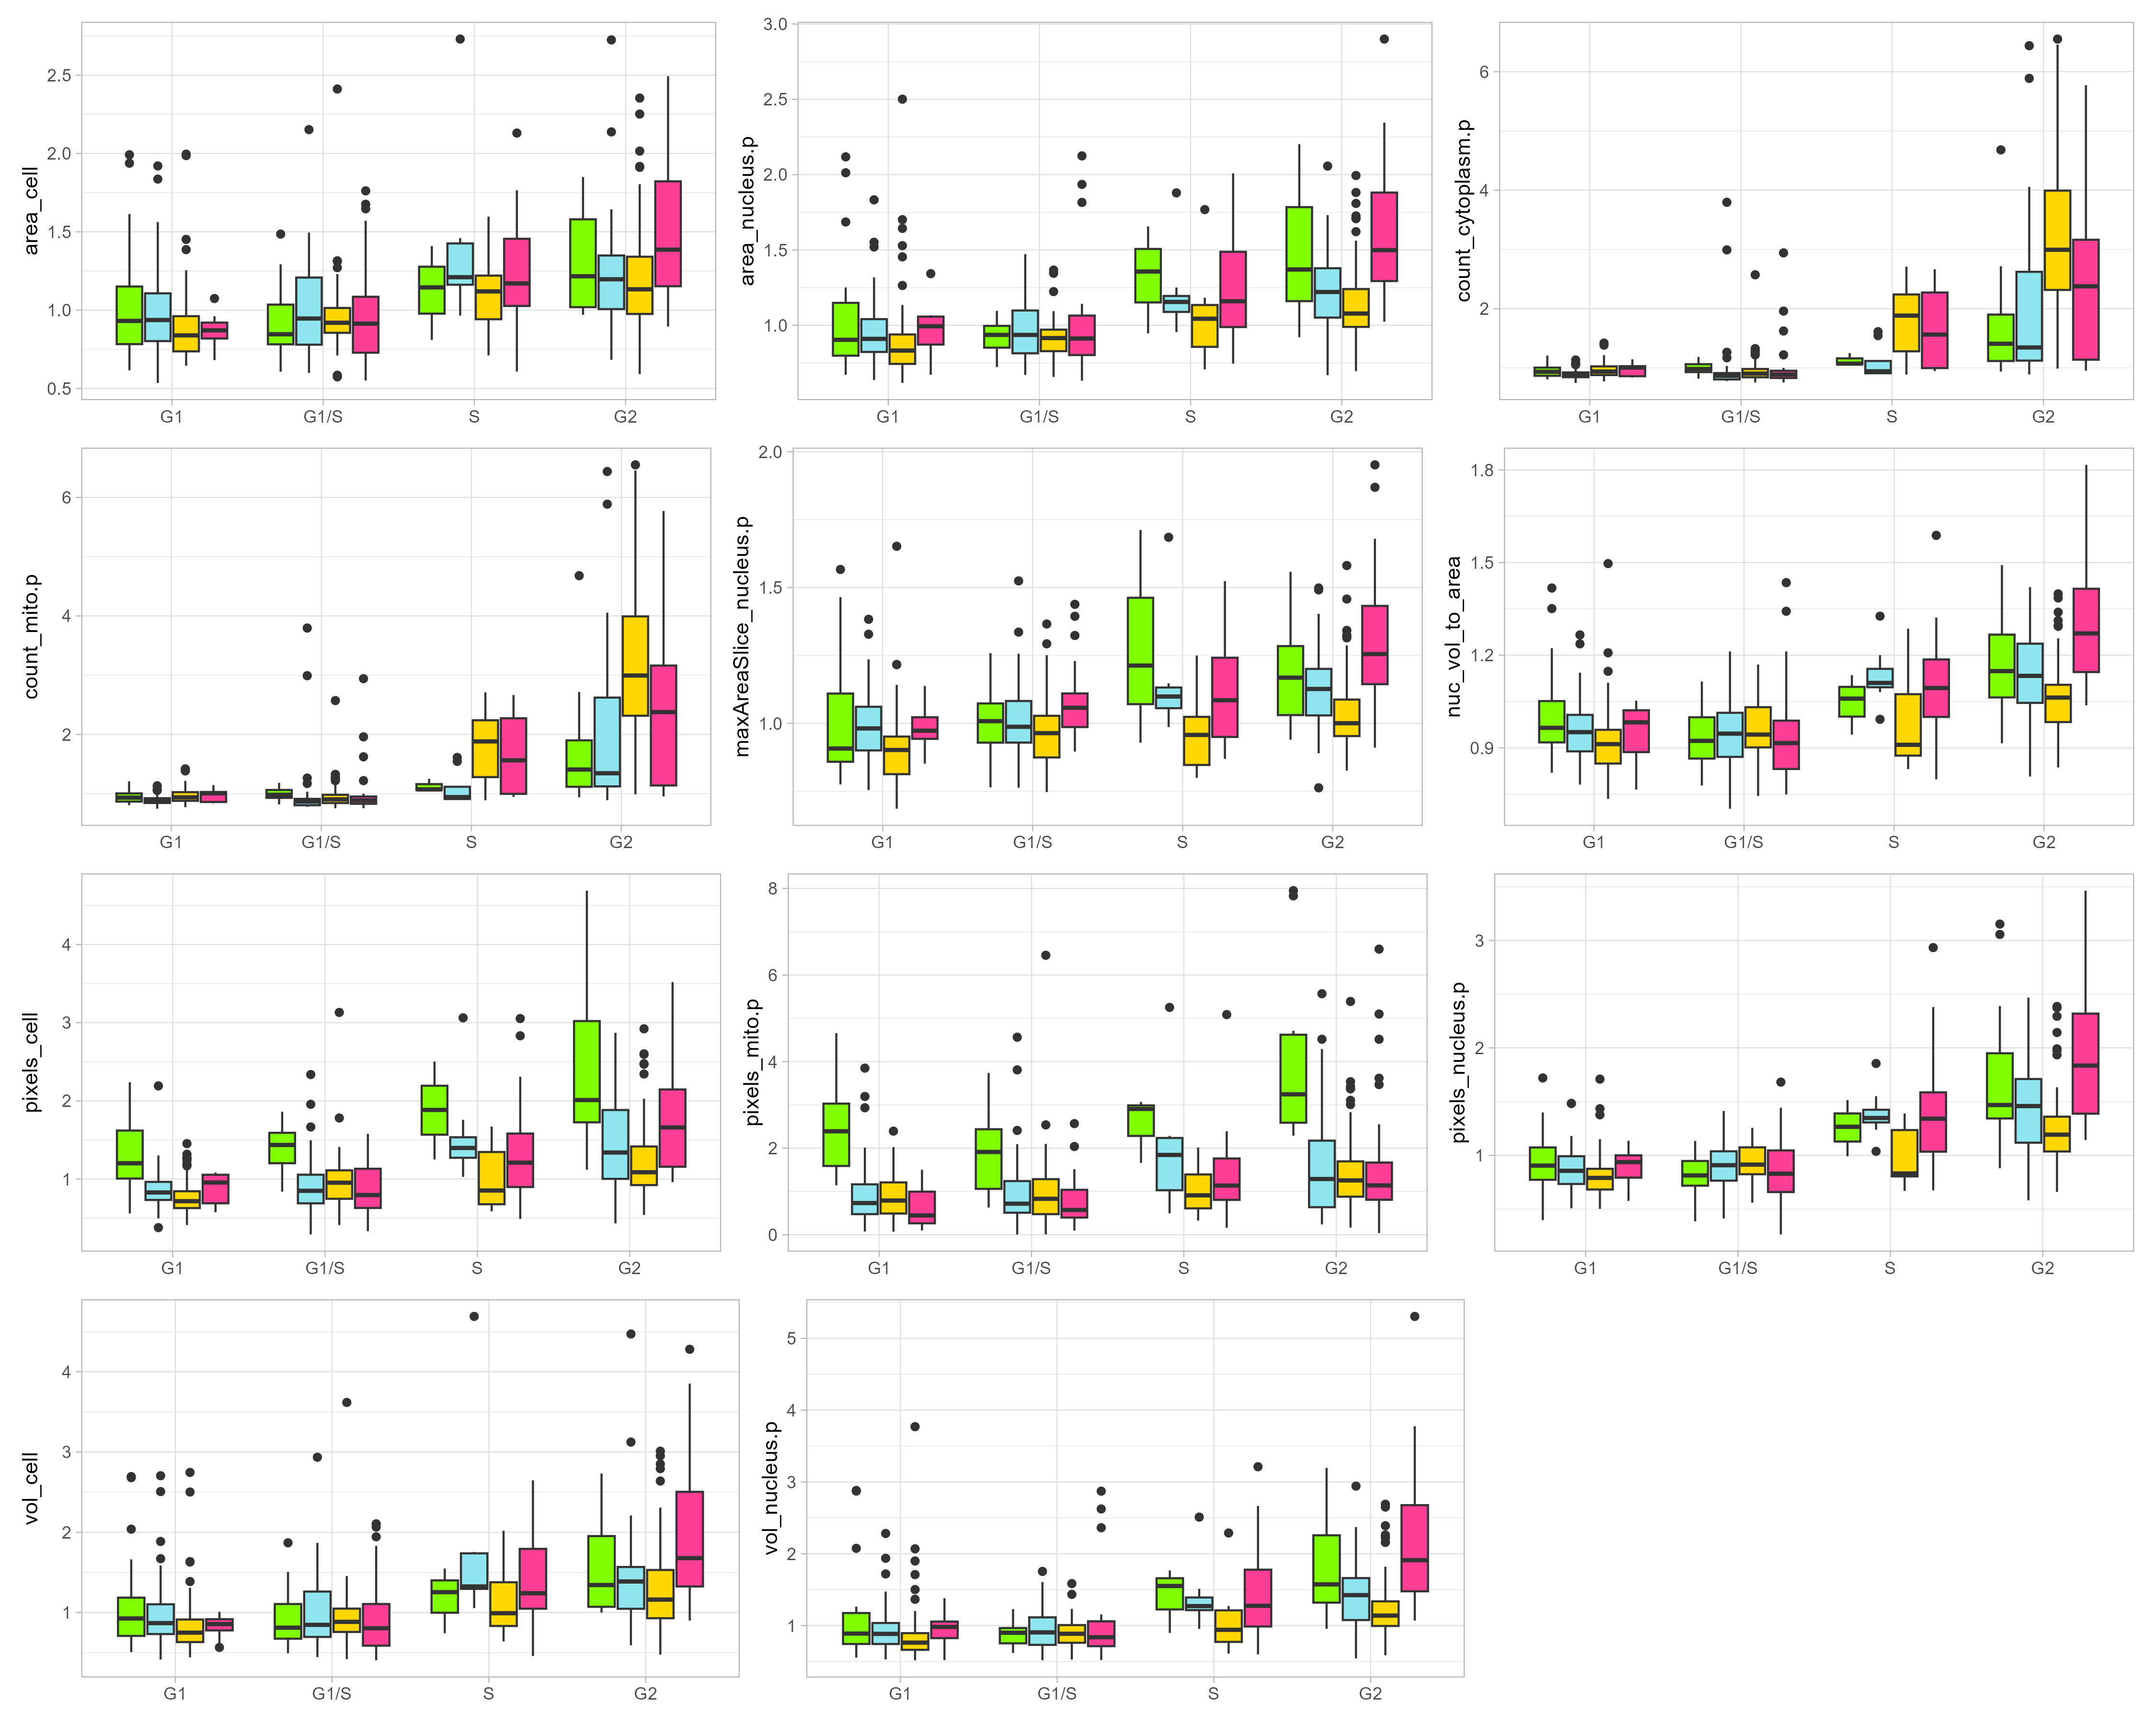 area_cell
2.5
2.0
1.5
1.0
0.5
G1 G1/S S G2
area_nucleus.p
3.0
2.5
2.0
1.5
1.0
G1 G1/S S G2
count_cytoplasm.p
6
4
2
G1 G1/S S G2
count_mito.p
6
4
2
G1 G1/S S G2
maxAreaSlice_nucleus.p
2.0
1.5
1.0
G1 G1/S S G2
nuc_vol_to_area
1.8
1.5
1.2
0.9
G1 G1/S S G2
pixels_cell
4
3
2
1
G1 G1/S S G2
pixels_mito.p
8
6
4
2
0
G1 G1/S S G2
pixels_nucleus.p
3
2
1
G1 G1/S S G2
vol_cell
4
3
2
1
G1 G1/S S G2
vol_nucleus.p
5
4
3
2
1
G1 G1/S S G2